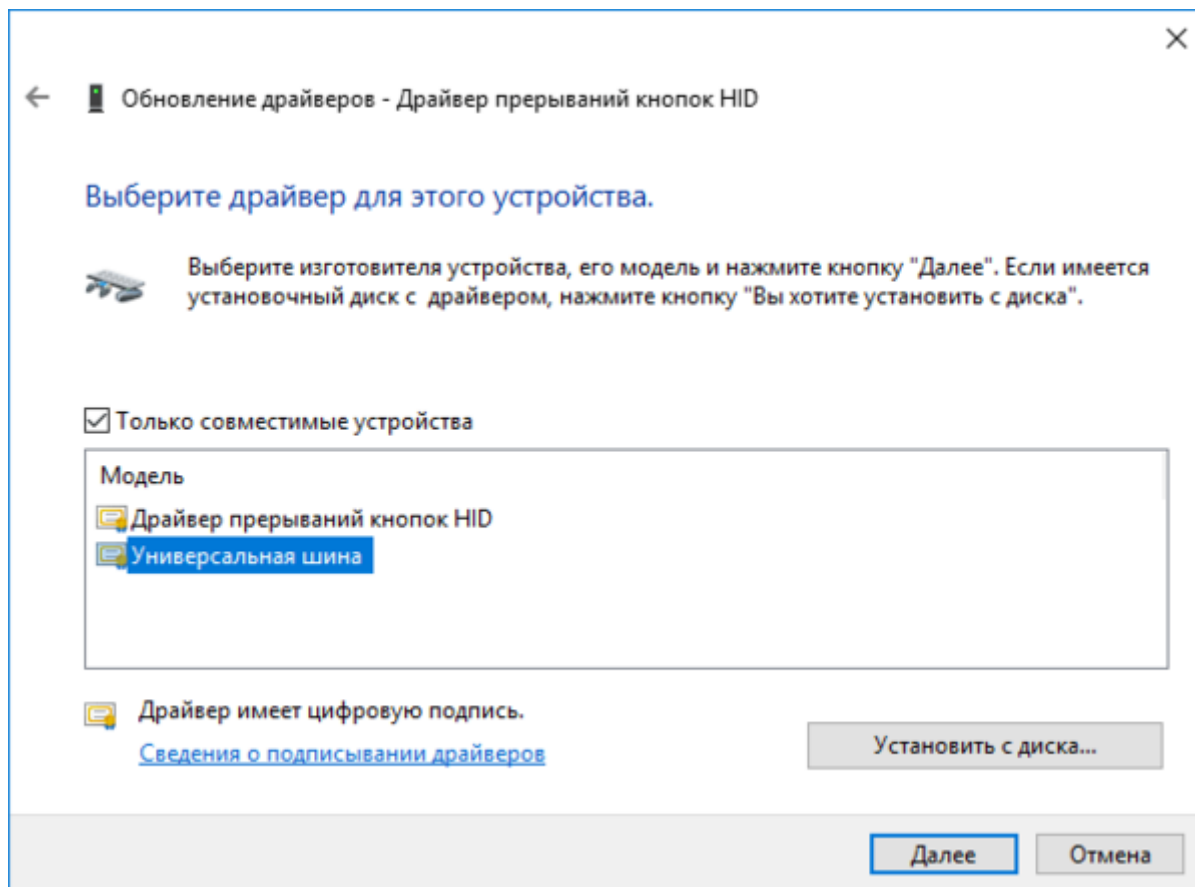 Обновление драйверов - Драйвер прерываний кнопок HID
Выберите драйвер для этого устройства.
Выберите изготовителя устройства, его модель и нажмите кнопку "Далее". Если имеется
установочный диск с драйвером, нажмите кнопку "Вы хотите установить с диска".
Только совместимые устройства
Модель
Драйвер прерываний кнопок HID
Универсальная шина
Драйвер имеет цифровую подпись.
Сведения о подписывании драйверов
Установить с диска...
Далее
Отмена